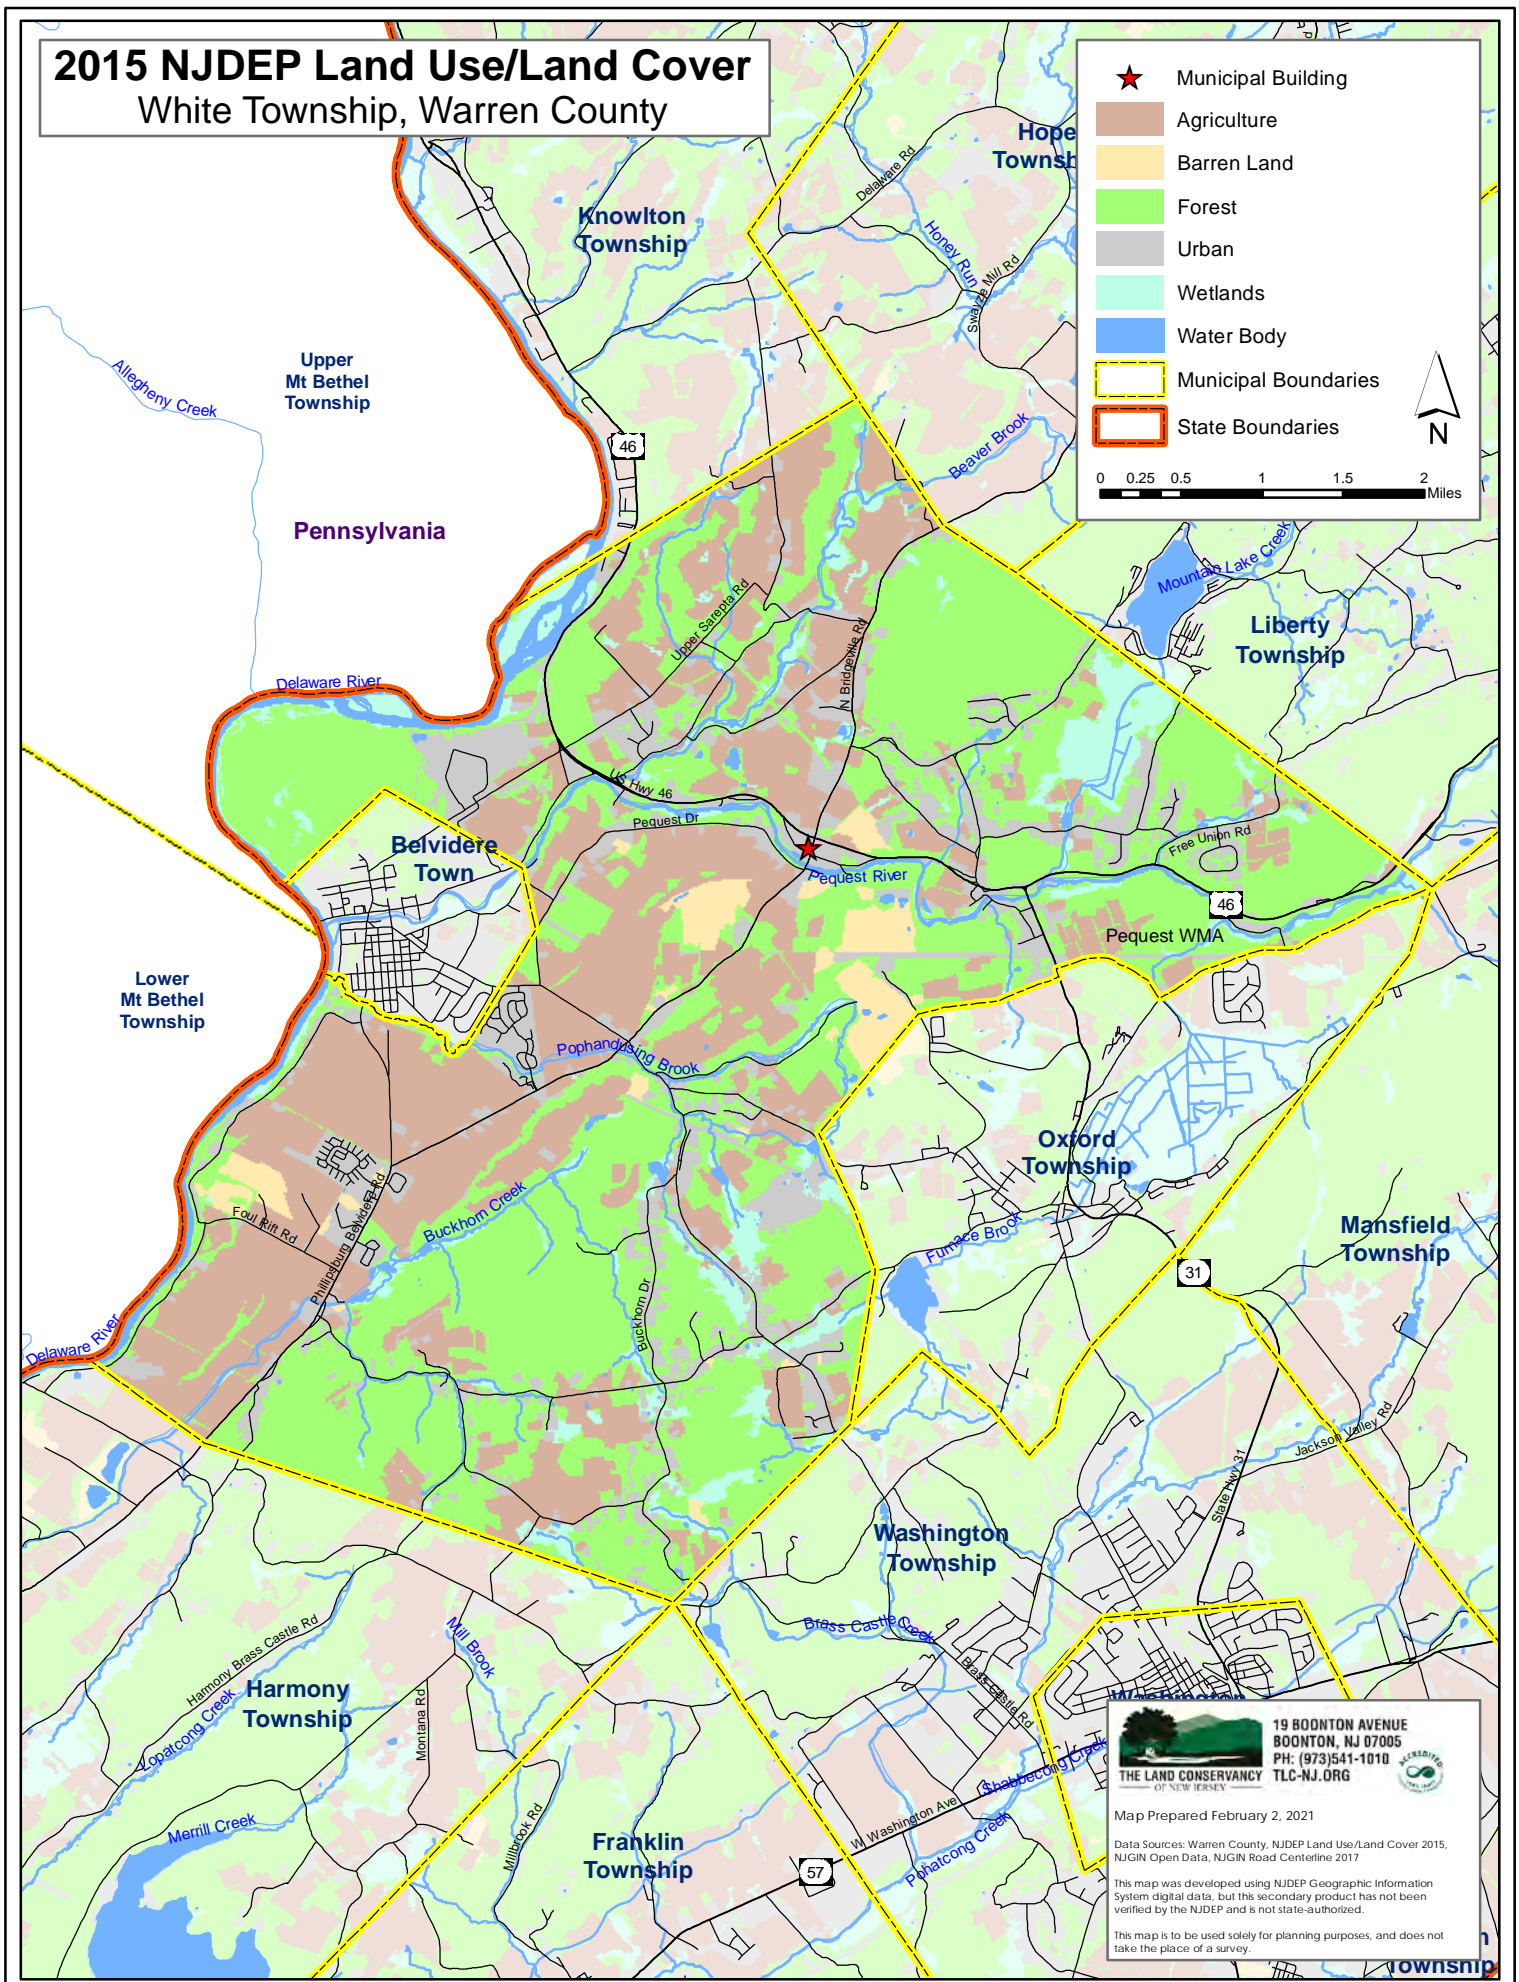 2015 NJDEP Land Use/Land Cover
White Township, Warren County
Municipal Building
Agriculture
Barren Land
Forest
Urban
Wetlands
Water Body
Municipal Boundaries
State Boundaries
N
0 0.25 0.5 1 1.5 2
Miles
Hope
Knowlton
Township
Delaware Rd
Honey Run
Swayze Mill Rd
Upper
Mt Bethel
Township
Allegheny Creek
46
Beaver Brook
Pennsylvania
Mountain Lake Creek
Upper Sarepta Rd
N Bridgeville Rd
Liberty
Township
Delaware River
US Hwy 46
Pequest Dr
Belvidere
Town
Free Union Rd
Pequest River
46
Pequest WMA
Lower
Mt Bethel
Township
Pophandusing Brook
Oxford
Township
Foul Rift Rd
Phillipsburg Belvidere Rd
Buckhorn Creek
Furnace Brook
Mansfield
Township
31
Buckhorn Dr
Delaware River
Jackson Valley Rd
State Hwy 31
Washington
Township
Brass Castle Creek
Brass Castle Rd
Harmony Brass Castle Rd
Mill Brook
Harmony
Township
Lopatcong Creek
Montana Rd
Washington
Shabbecong Creek
Merrill Creek
Millbrook Rd
Franklin
Township
W Washington Ave
57
Pohatcong Creek
THE LAND CONSERVANCY
OF NEW JERSEY
19 BOONTON AVENUE
BOONTON, NJ 07005
PH: (973)541-1010
TLC-NJ.ORG
ACCREDITED
Map Prepared February 2, 2021
Data Sources: Warren County, NJDEP Land Use/Land Cover 2015,
NJGIN Open Data, NJGIN Road Centerline 2017
This map was developed using NJDEP Geographic Information
System digital data, but this secondary product has not been
verified by the NJDEP and is not state-authorized.
This map is to be used solely for planning purposes, and does not
take the place of a survey.
Township